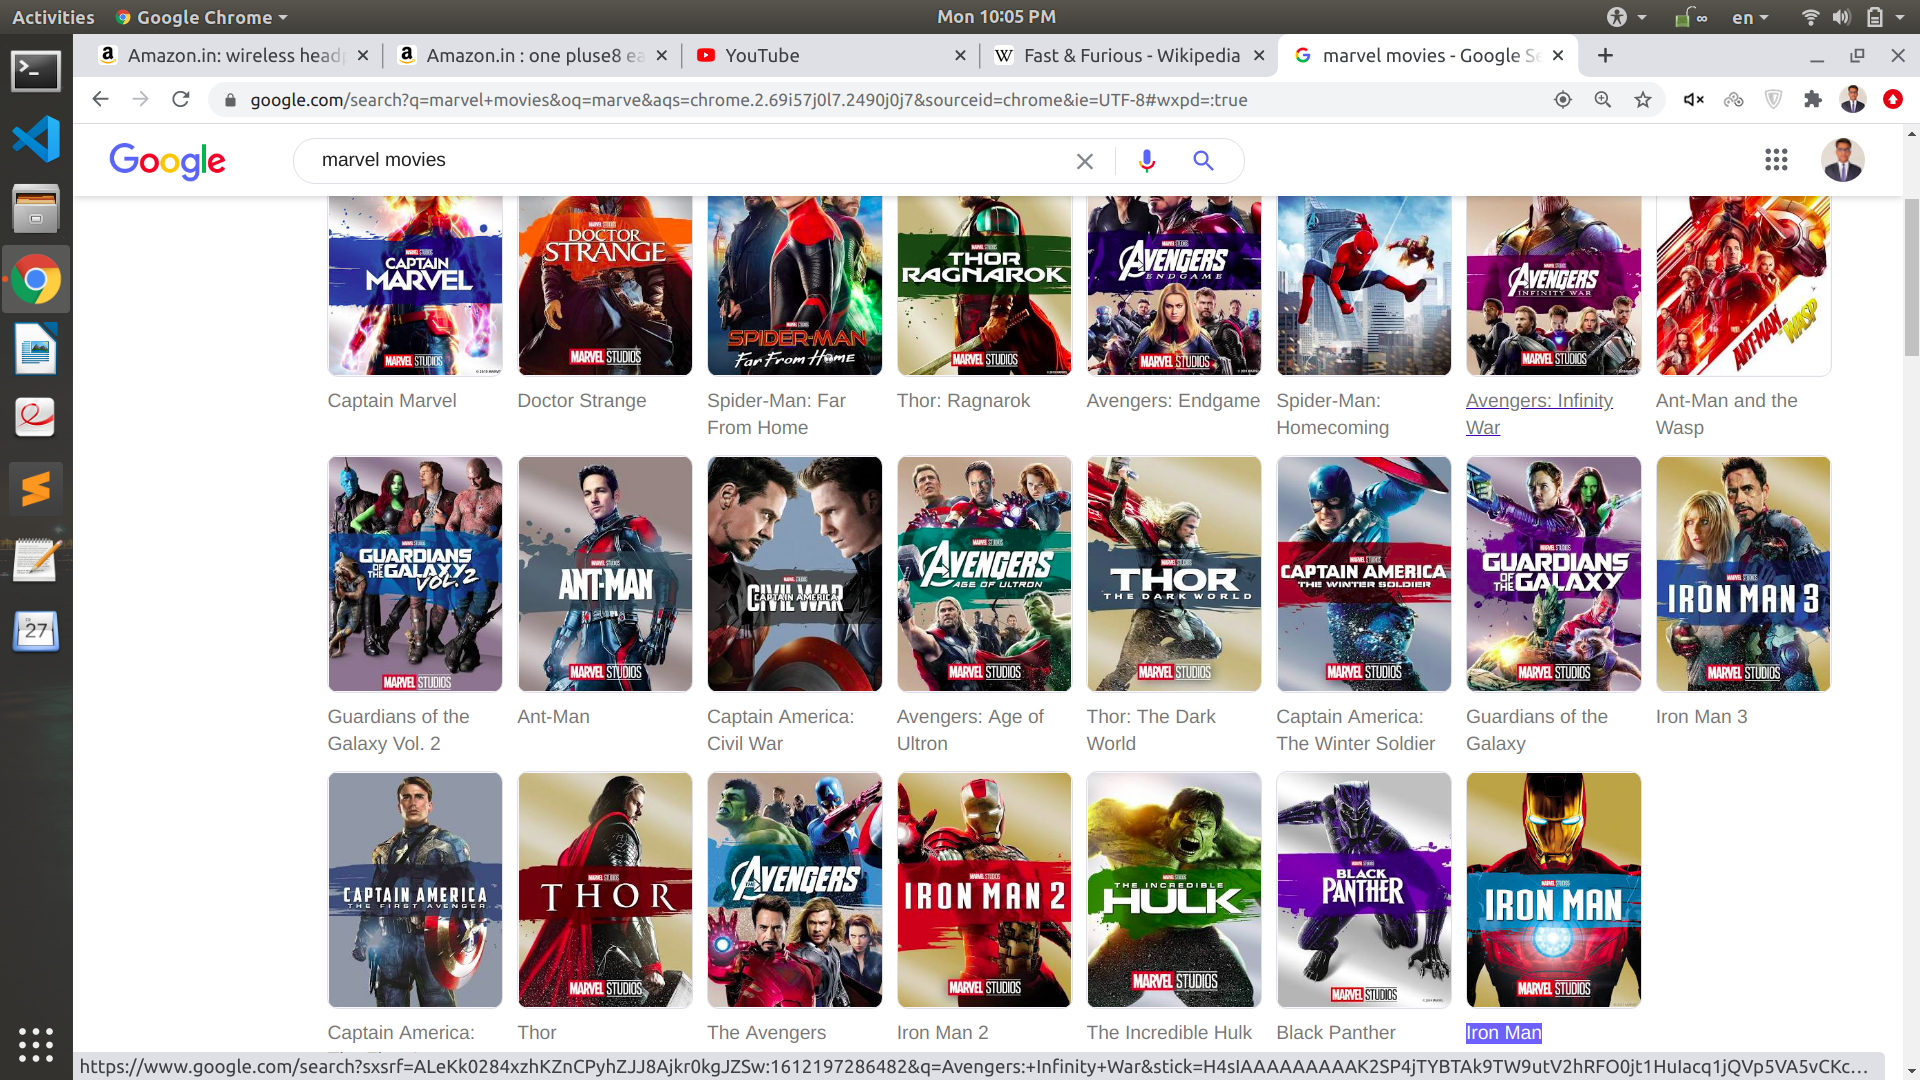 Activities
Google Chrome
Mon 10:05 PM
en
Amazon.in: wireless head
Amazon.in : one pluse8 ea
YouTube
Fast & Furious - Wikipedia
marvel movies - Google Se
google.com/search?q=marvel+movies&oq=marve&aqs=chrome.2.69i57j0l7.2490j0j7&sourceid=chrome&ie=UTF-8#wxpd=:true
Google
marvel movies
CAPTAIN
MARVEL
MARVEL STUDIOS
DOCTOR
STRANGE
MARVEL STUDIOS
SPIDER-MAN
Far From Home
THOR
RAGNAROK
MARVEL STUDIOS
AVENGERS
ENDGAME
MARVEL STUDIOS
AVENGERS
INFINITY WAR
MARVEL STUDIOS
ANT-MAN
WASP
Captain Marvel
Doctor Strange
Spider-Man: Far
From Home
Thor: Ragnarok
Avengers: Endgame
Spider-Man:
Homecoming
Avengers: Infinity
War
Ant-Man and the
Wasp
GUARDIANS
OF THE GALAXY
VOL. 2
MARVEL STUDIOS
ANT-MAN
MARVEL STUDIOS
CAPTAIN AMERICA
CIVIL WAR
AVENGERS
AGE OF ULTRON
MARVEL STUDIOS
THOR
THE DARK WORLD
MARVEL STUDIOS
CAPTAIN AMERICA
THE WINTER SOLDIER
MARVEL STUDIOS
GUARDIANS
OF THE GALAXY
MARVEL STUDIOS
IRON MAN 3
MARVEL STUDIOS
Guardians of the
Galaxy Vol. 2
Ant-Man
Captain America:
Civil War
Avengers: Age of
Ultron
Thor: The Dark
World
Captain America:
The Winter Soldier
Guardians of the
Galaxy
Iron Man 3
27
CAPTAIN AMERICA
THE FIRST AVENGER
THOR
MARVEL STUDIOS
THE AVENGERS
IRON MAN 2
MARVEL STUDIOS
THE INCREDIBLE
HULK
MARVEL STUDIOS
BLACK
PANTHER
MARVEL STUDIOS
IRON MAN
MARVEL STUDIOS
Captain America:
Thor
The Avengers
Iron Man 2
The Incredible Hulk
Black Panther
Iron Man
https://www.google.com/search?sxsrf=ALeKk0284xzhKZnCPyhZJJ8Ajkr0kgJZSw:1612197286482&q=Avengers:+Infinity+War&stick=H4sIAAAAAAAAAK2SP4jTYBTAk9TW9utV2hRFO0jt1HuIacq1jQVp5VA5vCKc...